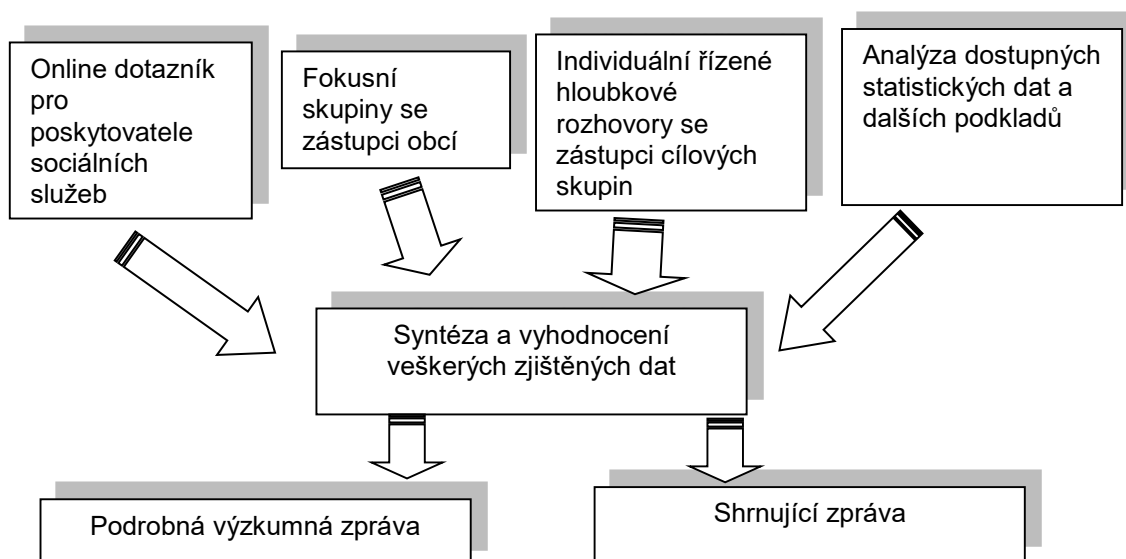 Online dotazník
pro
poskytovatele
sociálních
služeb
Fokusní
skupiny se
zástupci obcí
Individuální řízené
hloubkové
rozhovory se
zástupci cílových
skupin
Analýza dostupných
statistických dat a
dalších podkladů
Syntéza a vyhodnocení
veškerých zjištěných dat
Podrobná výzkumná zpráva
Shrnující zpráva